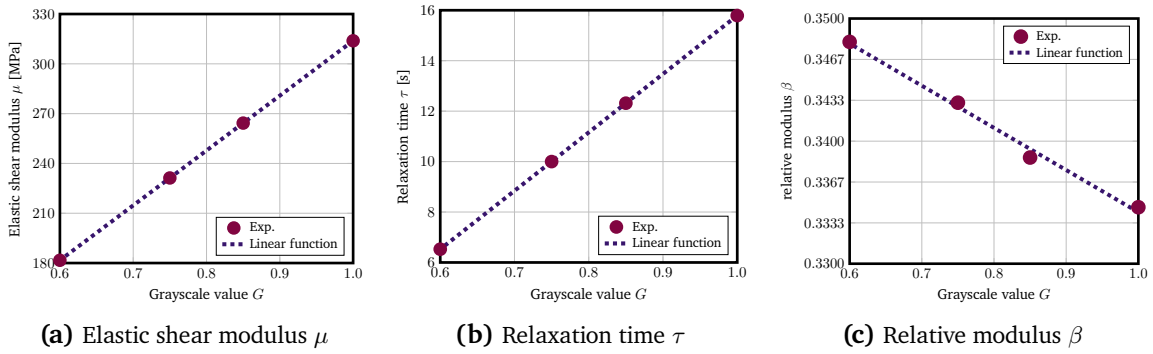 330
300
270
240
210
180
0.6
0.7
0.8
0.9
1.0
Elastic shear modulus μ [MPa]
Grayscale value G
Exp.
Linear function
(a) Elastic shear modulus μ
16
14
12
10
8
6
0.6
0.7
0.8
0.9
1.0
Relaxation time τ [s]
Grayscale value G
Exp.
Linear function
(b) Relaxation time τ
0.3500
0.3467
0.3433
0.3400
0.3367
0.3333
0.3300
0.6
0.7
0.8
0.9
1.0
relative modulus β
Grayscale value G
Exp.
Linear function
(c) Relative modulus β